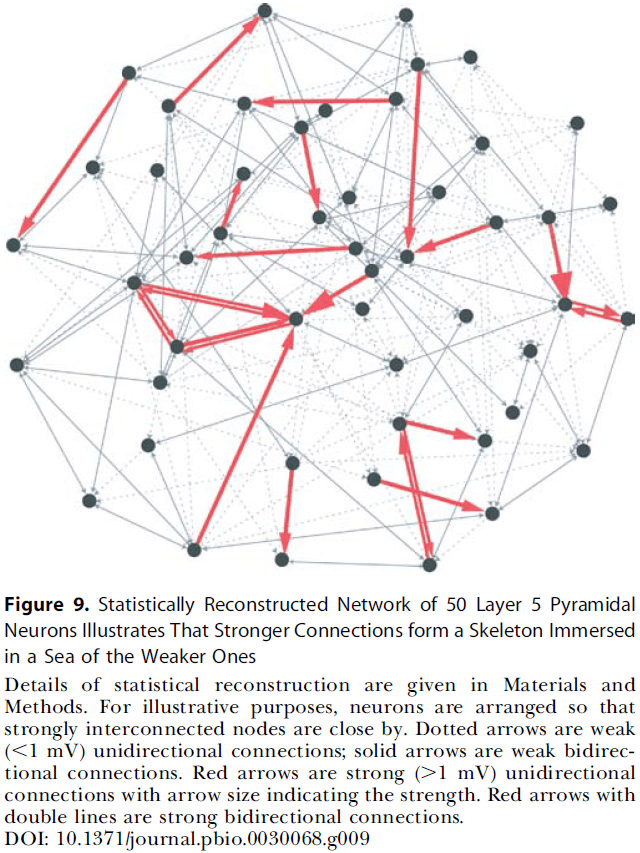 Figure 9. Statistically Reconstructed Network of 50 Layer 5 Pyramidal
Neurons Illustrates That Stronger Connections form a Skeleton Immersed
in a Sea of the Weaker Ones
Details of statistical reconstruction are given in Materials and
Methods. For illustrative purposes, neurons are arranged so that
strongly interconnected nodes are close by. Dotted arrows are weak
(<1 mV) unidirectional connections; solid arrows are weak bidirec-
tional connections. Red arrows are strong (>1 mV) unidirectional
connections with arrow size indicating the strength. Red arrows with
double lines are strong bidirectional connections.
DOI: 10.1371/journal.pbio.0030068.g009